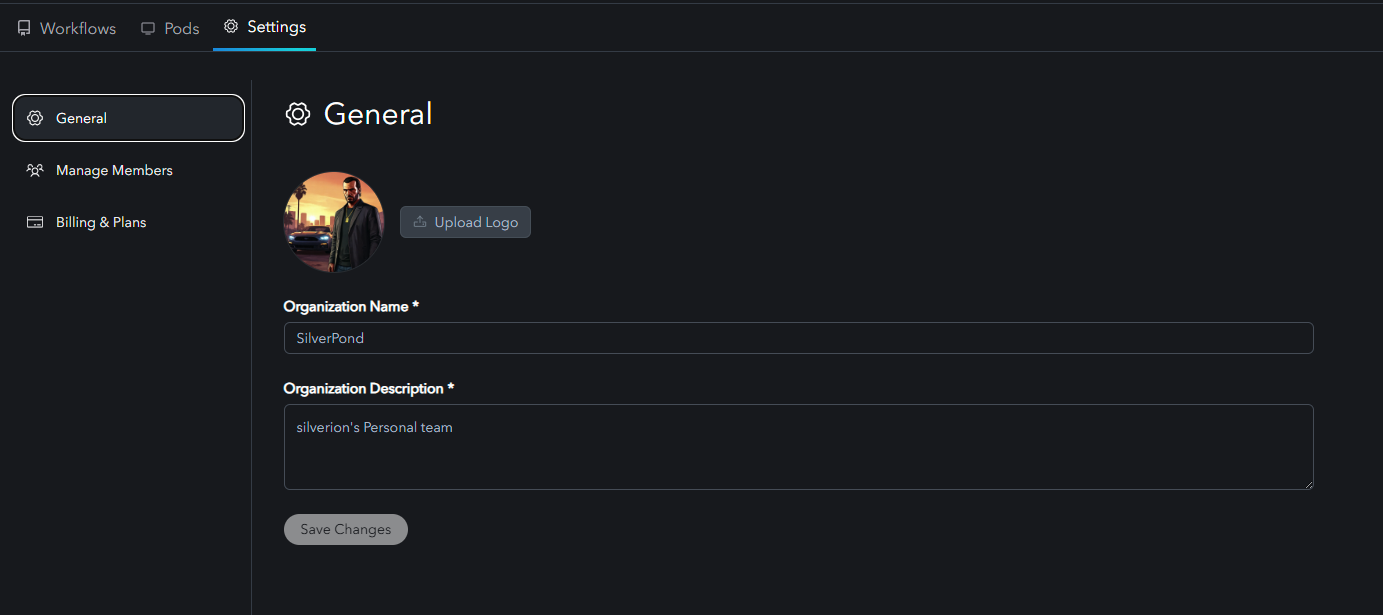 Workflows
Pods
Settings
General
Manage Members
Billing & Plans
General
Upload Logo
Organization Name *
SilverPond
Organization Description *
silverion's Personal team
Save Changes